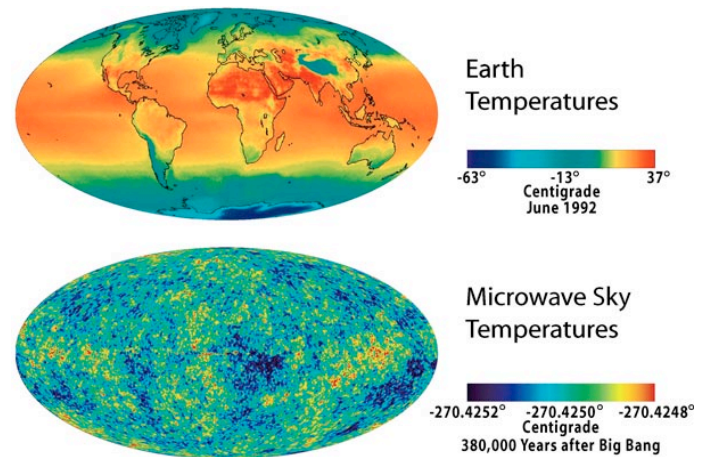 Earth
Temperatures
-63° -13° 37°
Centigrade
June 1992
Microwave Sky
Temperatures
-270.4252° -270.4250° -270.4248°
Centigrade
380,000 Years after Big Bang